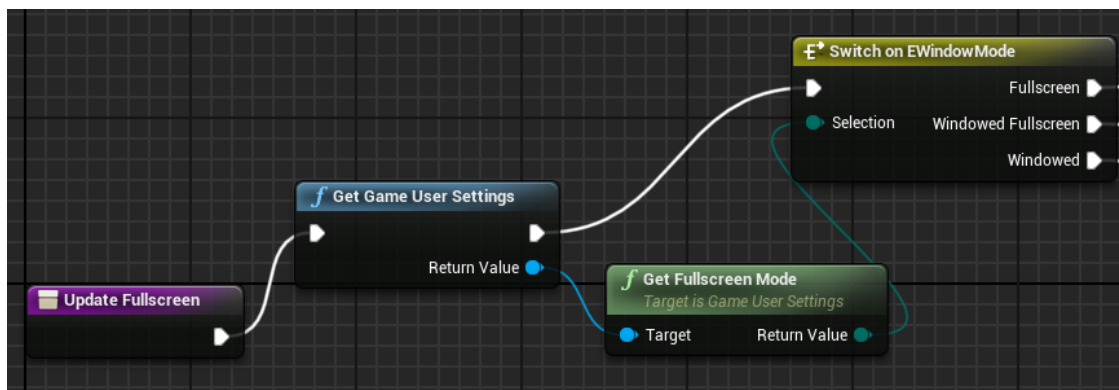 Switch on EWindowMode
Fullscreen
Selection
Windowed Fullscreen
Windowed
Get Game User Settings
Return Value
Get Fullscreen Mode
Target is Game User Settings
Target
Return Value
Update Fullscreen